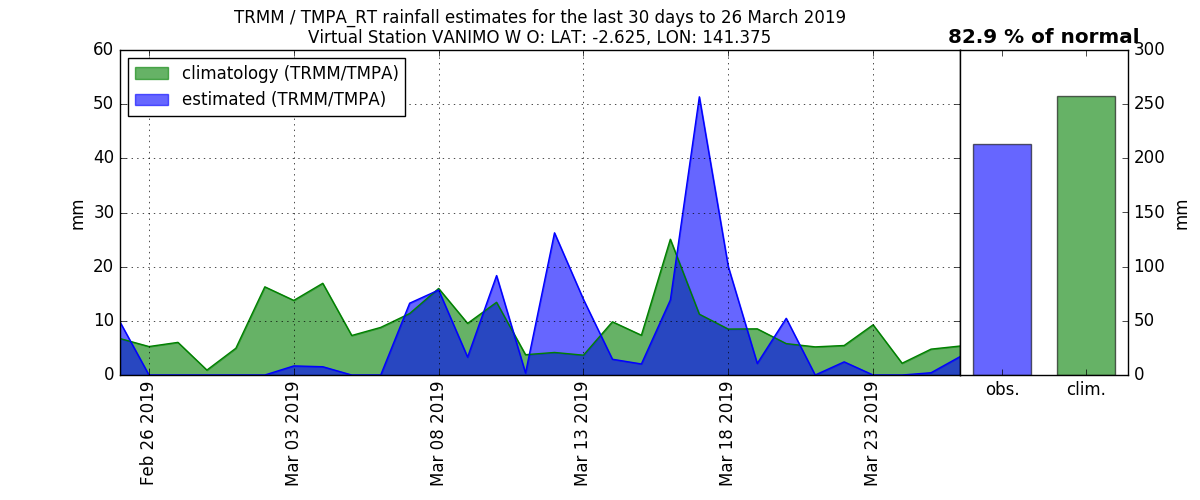 TRMM / TMPA_RT rainfall estimates for the last 30 days to 26 March 2019
Virtual Station VANIMO W O: LAT: -2.625, LON: 141.375
82.9 % of normal
climatology (TRMM/TMPA)
estimated (TRMM/TMPA)
60
50
40
30
20
10
0
mm
Feb 26 2019
Mar 03 2019
Mar 08 2019
Mar 13 2019
Mar 18 2019
Mar 23 2019
obs.
clim.
300
250
200
150
100
50
0
mm